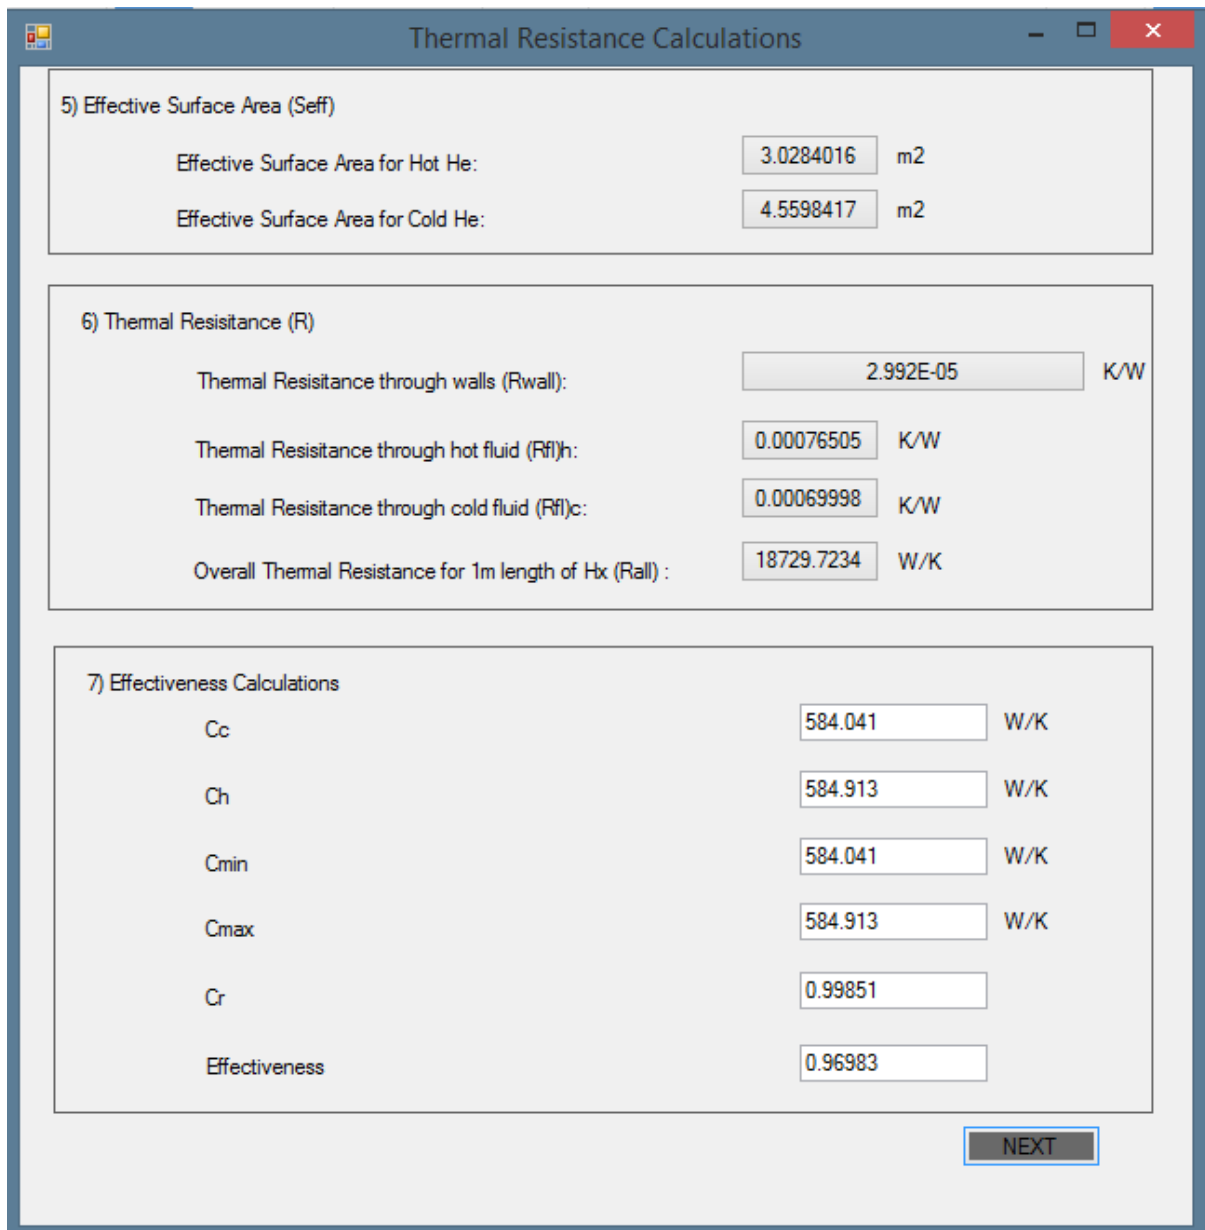 Thermal Resistance Calculations
5) Effective Surface Area (Seff)
Effective Surface Area for Hot He: 3.0284016 m2
Effective Surface Area for Cold He: 4.5598417 m2
6) Thermal Resisitance (R)
Thermal Resisitance through walls (Rwall): 2.992E-05 K/W
Thermal Resisitance through hot fluid (Rfl)h: 0.00076505 K/W
Thermal Resisitance through cold fluid (Rfl)c: 0.00069998 K/W
Overall Thermal Resistance for 1m length of Hx (Rall) : 18729.7234 W/K
7) Effectiveness Calculations
Cc 584.041 W/K
Ch 584.913 W/K
Cmin 584.041 W/K
Cmax 584.913 W/K
Cr 0.99851
Effectiveness 0.96983
NEXT